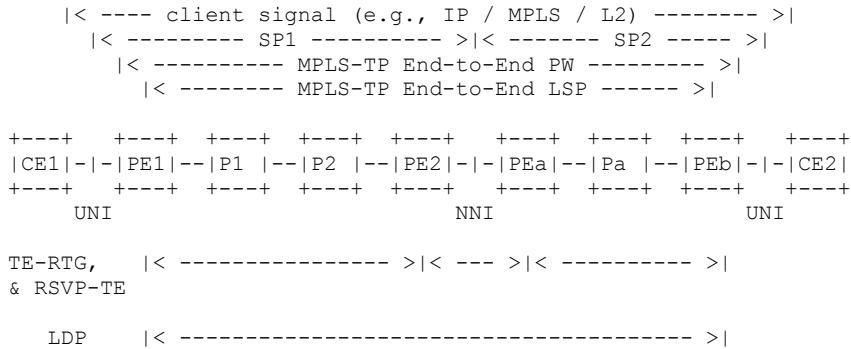 |< ---- client signal (e.g., IP / MPLS / L2) -------- >|
|< --------- SP1 ---------- >|< ------- SP2 ----- >|
|< ---------- MPLS-TP End-to-End PW --------- >|
|< -------- MPLS-TP End-to-End LSP ------ >|
+---+ +---+ +---+ +---+ +---+ +---+ +---+ +---+ +---+
|CE1|-|-|PE1|--|P1 |--|P2 |--|PE2|-|-|PEa|--|Pa |--|PEb|-|-|CE2|
+---+ +---+ +---+ +---+ +---+ +---+ +---+ +---+ +---+
UNI NNI UNI
TE-RTG, |< ---------------- >|< --- >|< ---------- >|
& RSVP-TE
LDP |< --------------------------------------- >|